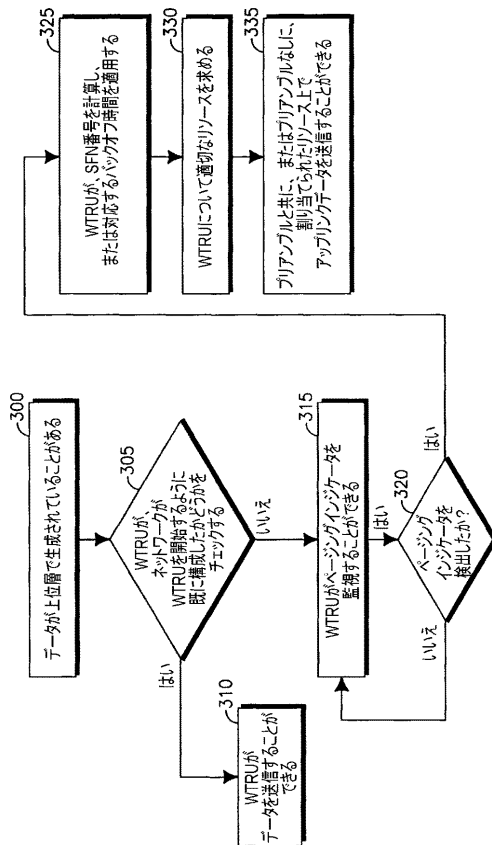 300
データが上位層で生成されていることがある
305
WTRUが、
ネットワークが
WTRUを開始するように
既に構成したかどうかを
チェックする
はい
いいえ
310
WTRUが
データを送信することが
できる
315
WTRUがページングインジケータを
監視することができる
はい
320
ページング
インジケータを
検出したか?
いいえ
はい
325
WTRUが、SFN番号を計算し、
または対応するバックオフ時間を適用する
330
WTRUについて適切なリソースを求める
335
プリアンブルと共に、またはプリアンブルなしに、
割り当てられたリソース上で
アップリンクデータを送信することができる